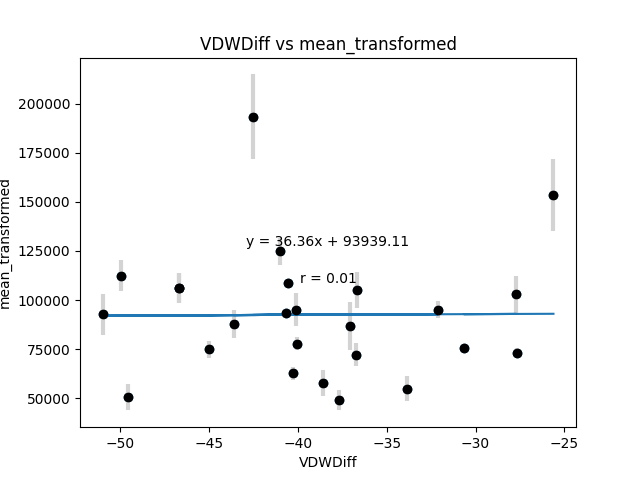 VDWDiff vs mean_transformed
mean_transformed
200000
175000
150000
125000
100000
75000
50000
y = 36.36x + 93939.11
r = 0.01
−50
−45
−40
−35
−30
−25
VDWDiff